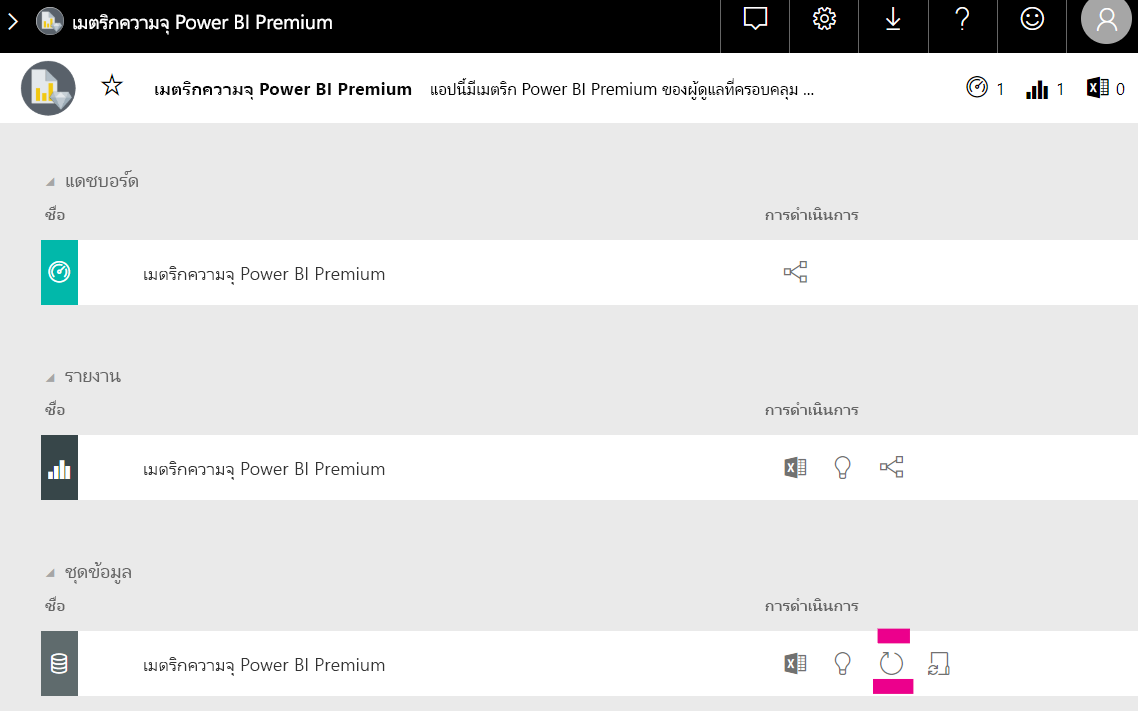 เมตริกความจุ Power BI Premium
เมตริกความจุ Power BI Premium แอปนี้มีเมตริก Power BI Premium ของผู้ดูแลที่ครอบคลุม ... 1 1 0
แดชบอร์ด
ชื่อ การดำเนินการ
เมตริกความจุ Power BI Premium
รายงาน
ชื่อ การดำเนินการ
เมตริกความจุ Power BI Premium
ชุดข้อมูล
ชื่อ การดำเนินการ
เมตริกความจุ Power BI Premium